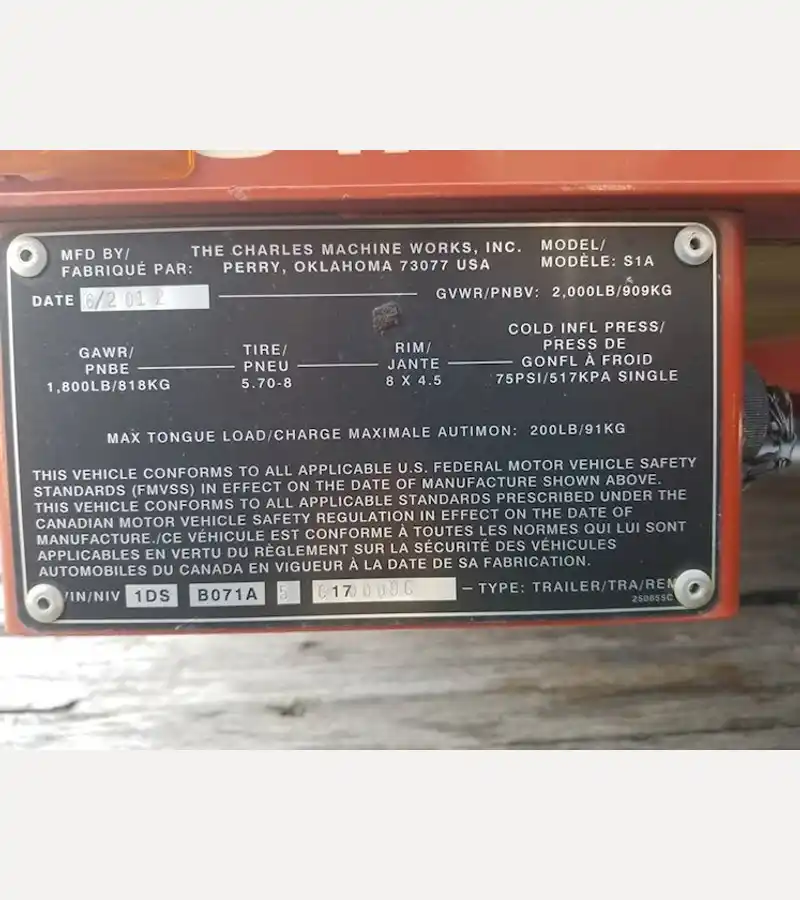 MFD BY/ THE CHARLES MACHINE WORKS, INC. MODEL/
FABRIQUÉ PAR: PERRY, OKLAHOMA 73077 USA MODÈLE: S1A
DATE 6/2012 GVWR/PNBV: 2,000LB/909KG
GAWR/ TIRE/ RIM/ COLD INFL PRESS/
PNBE PNEU JANTE PRESS DE
GONFL À FROID
1,800LB/818KG 5.70-8 8 X 4.5 75PSI/517KPA SINGLE
MAX TONGUE LOAD/CHARGE MAXIMALE AUTIMON: 200LB/91KG
THIS VEHICLE CONFORMS TO ALL APPLICABLE U.S. FEDERAL MOTOR VEHICLE SAFETY
STANDARDS (FMVSS) IN EFFECT ON THE DATE OF MANUFACTURE SHOWN ABOVE.
THIS VEHICLE CONFORMS TO ALL APPLICABLE STANDARDS PRESCRIBED UNDER THE
CANADIAN MOTOR VEHICLE SAFETY REGULATION IN EFFECT ON THE DATE OF
MANUFACTURE./CE VÉHICULE EST CONFORME À TOUTES LES NORMES QUI LUI SONT
APPLICABLES EN VERTU DU RÈGLEMENT SUR LA SÉCURITÉ DES VÉHICULES
AUTOMOBILES DU CANADA EN VIGUEUR À LA DATE DE SA FABRICATION.
/IN/NIV 1DS B071A 5 – TYPE: TRAILER/TRA/REM
250855C